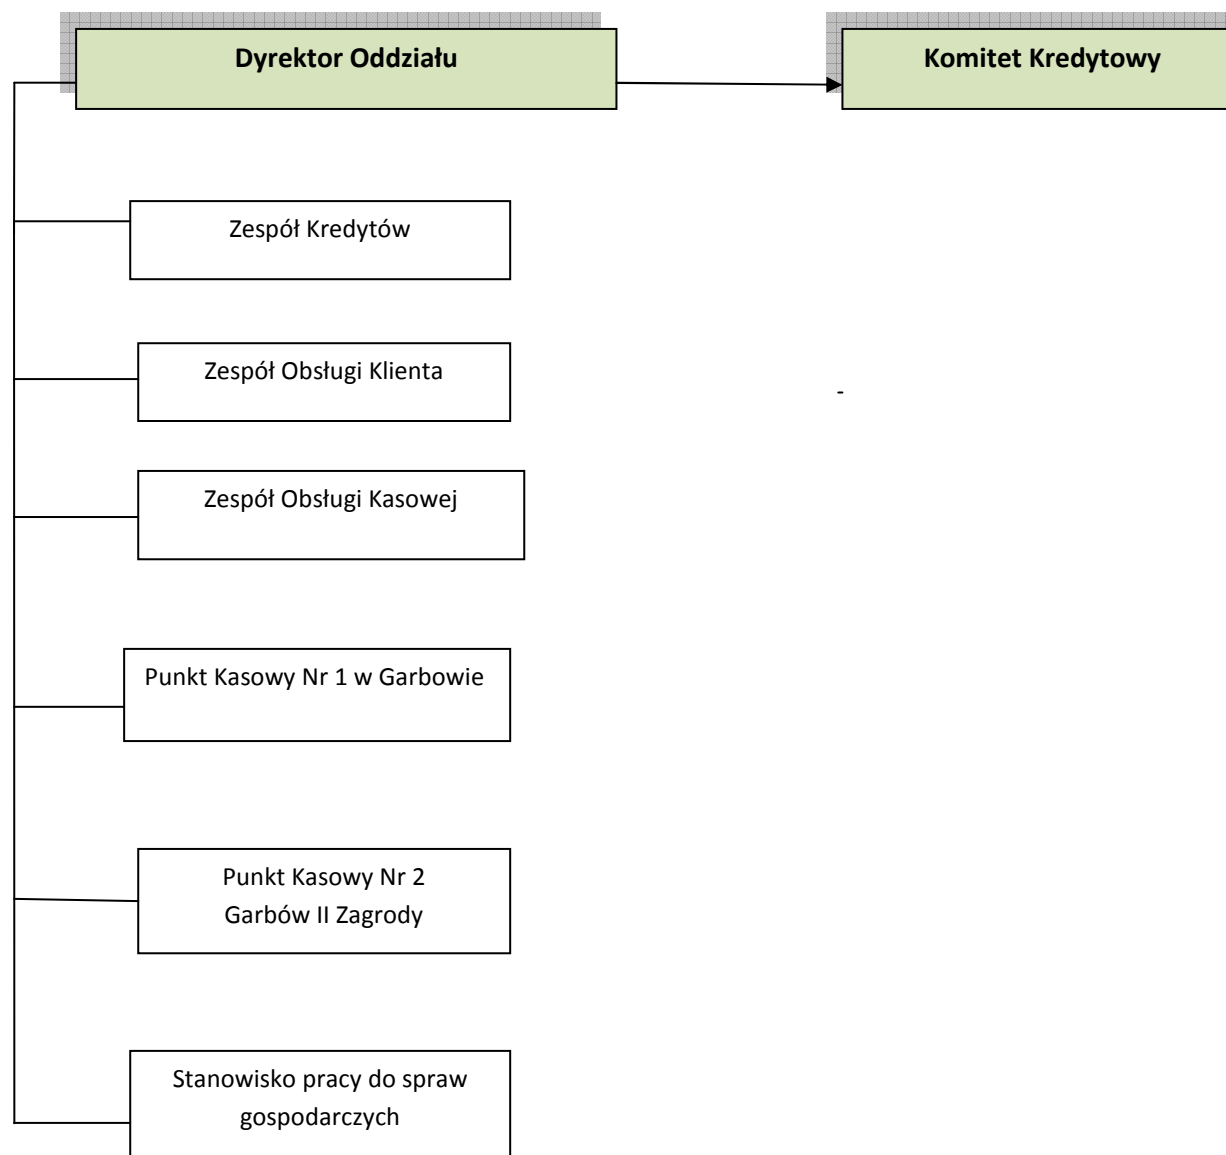 Dyrektor Oddziału
Komitet Kredytowy
Zespół Kredytów
Zespół Obsługi Klienta
-
Zespół Obsługi Kasowej
Punkt Kasowy Nr 1 w Garbowie
Punkt Kasowy Nr 2
Garbów II Zagrody
Stanowisko pracy do spraw
gospodarczych